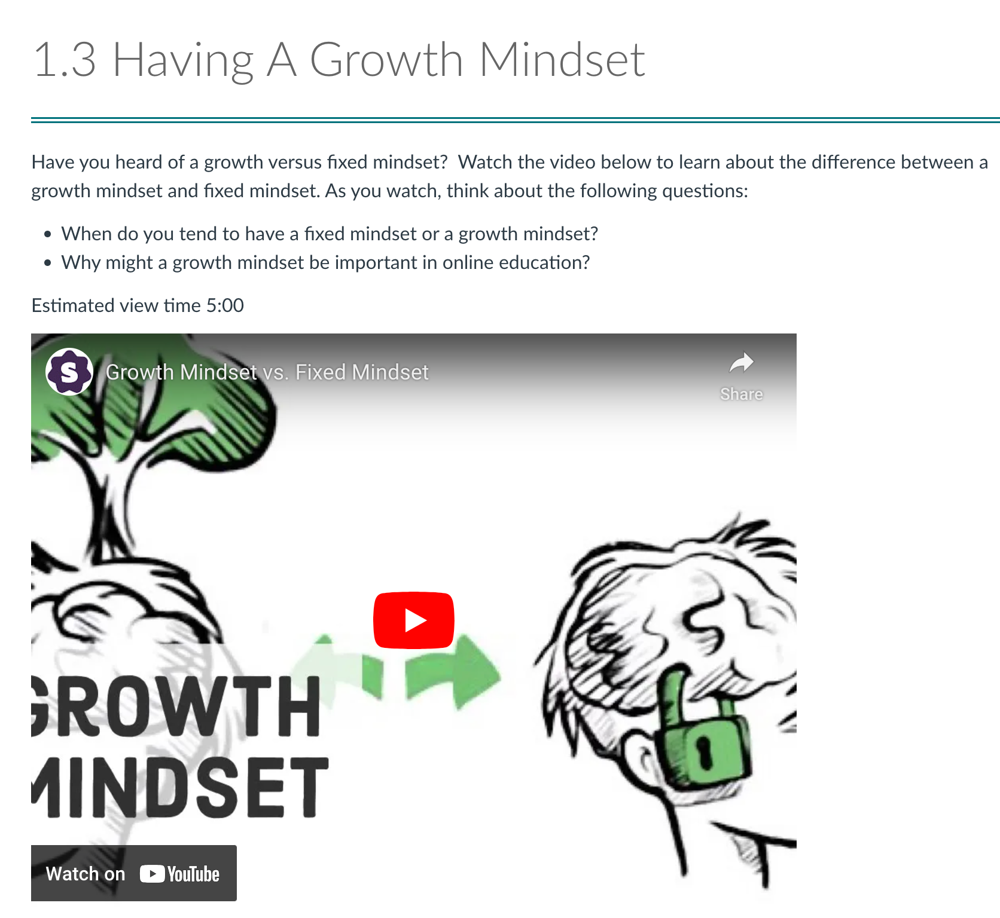 1.3 Having A Growth Mindset
Have you heard of a growth versus fixed mindset?  Watch the video below to learn about the difference between a
growth mindset and fixed mindset. As you watch, think about the following questions:
• When do you tend to have a fixed mindset or a growth mindset?
• Why might a growth mindset be important in online education?
Estimated view time 5:00
S
Growth Mindset vs. Fixed Mindset
Share
GROWTH
MINDSET
Watch on YouTube